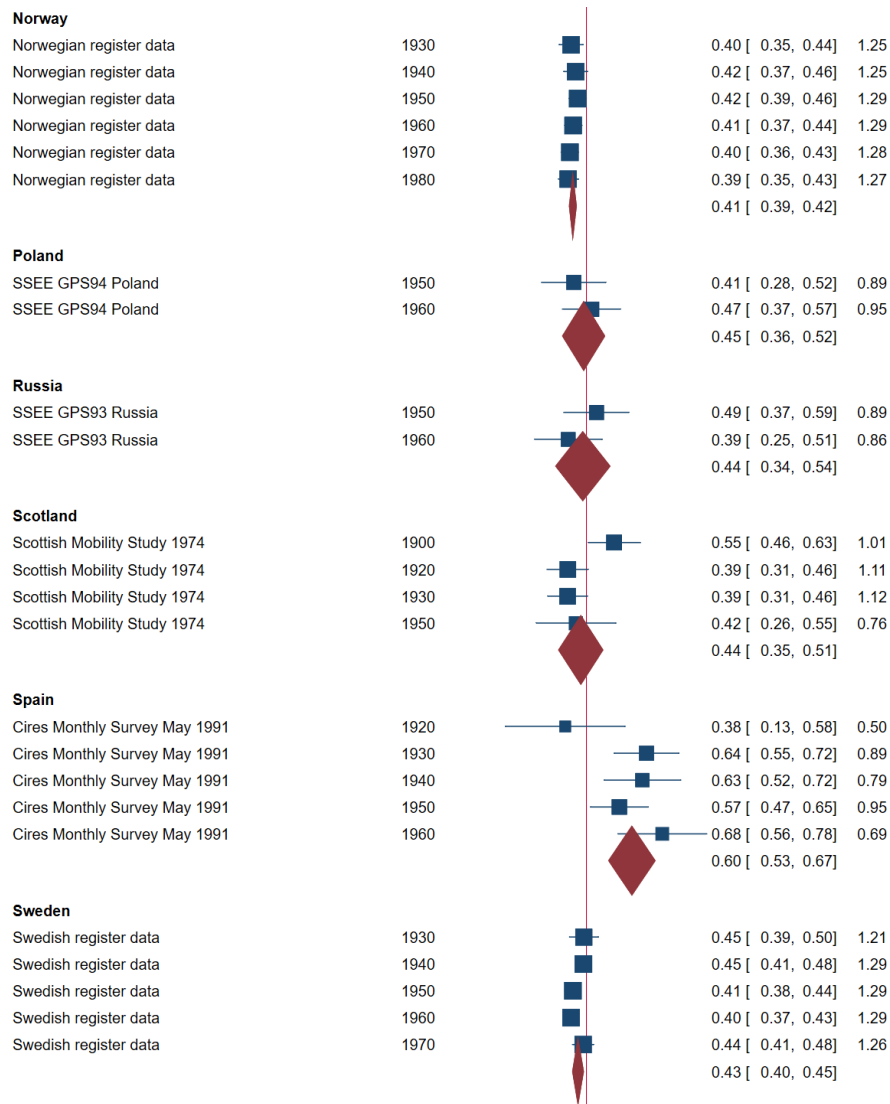 Norway
Norwegian register data 1930 0.40 [ 0.35, 0.44] 1.25
Norwegian register data 1940 0.42 [ 0.37, 0.46] 1.25
Norwegian register data 1950 0.42 [ 0.39, 0.46] 1.29
Norwegian register data 1960 0.41 [ 0.37, 0.44] 1.29
Norwegian register data 1970 0.40 [ 0.36, 0.43] 1.28
Norwegian register data 1980 0.39 [ 0.35, 0.43] 1.27
0.41 [ 0.39, 0.42]
Poland
SSEE GPS94 Poland 1950 0.41 [ 0.28, 0.52] 0.89
SSEE GPS94 Poland 1960 0.47 [ 0.37, 0.57] 0.95
0.45 [ 0.36, 0.52]
Russia
SSEE GPS93 Russia 1950 0.49 [ 0.37, 0.59] 0.89
SSEE GPS93 Russia 1960 0.39 [ 0.25, 0.51] 0.86
0.44 [ 0.34, 0.54]
Scotland
Scottish Mobility Study 1974 1900 0.55 [ 0.46, 0.63] 1.01
Scottish Mobility Study 1974 1920 0.39 [ 0.31, 0.46] 1.11
Scottish Mobility Study 1974 1930 0.39 [ 0.31, 0.46] 1.12
Scottish Mobility Study 1974 1950 0.42 [ 0.26, 0.55] 0.76
0.44 [ 0.35, 0.51]
Spain
Cires Monthly Survey May 1991 1920 0.38 [ 0.13, 0.58] 0.50
Cires Monthly Survey May 1991 1930 0.64 [ 0.55, 0.72] 0.89
Cires Monthly Survey May 1991 1940 0.63 [ 0.52, 0.72] 0.79
Cires Monthly Survey May 1991 1950 0.57 [ 0.47, 0.65] 0.95
Cires Monthly Survey May 1991 1960 0.68 [ 0.56, 0.78] 0.69
0.60 [ 0.53, 0.67]
Sweden
Swedish register data 1930 0.45 [ 0.39, 0.50] 1.21
Swedish register data 1940 0.45 [ 0.41, 0.48] 1.29
Swedish register data 1950 0.41 [ 0.38, 0.44] 1.29
Swedish register data 1960 0.40 [ 0.37, 0.43] 1.29
Swedish register data 1970 0.44 [ 0.41, 0.48] 1.26
0.43 [ 0.40, 0.45]